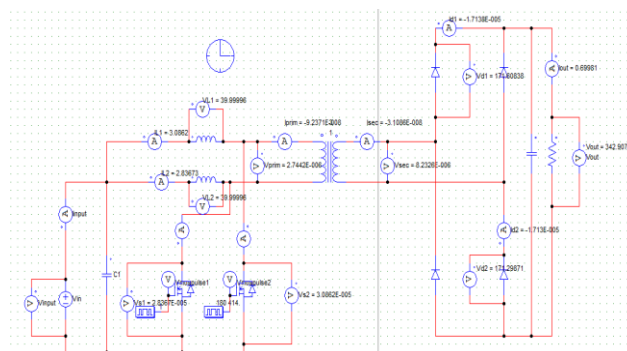 Id1 = -1.7138E-005
A
VL1 = 39.99996
V
Vd1 = 171.60838
Iout = 0.69981
IL1 = 3.0862
A
Iprim = -9.2371E-008
A
1
Isec = -3.1086E-008
A
Vprim = 2.7442E-006
Vsec = 8.2326E-006
Vout = 342.907
Vout
IL2 = 2.83673
A
VL2 = 39.99996
V
Iinput
Id2 = -1.713E-005
C1
V
V
Vd2 = 171.29871
Vinput
Vin
Vs1 = 2.8367E-005
180 414
Vs2 = 3.0862E-005